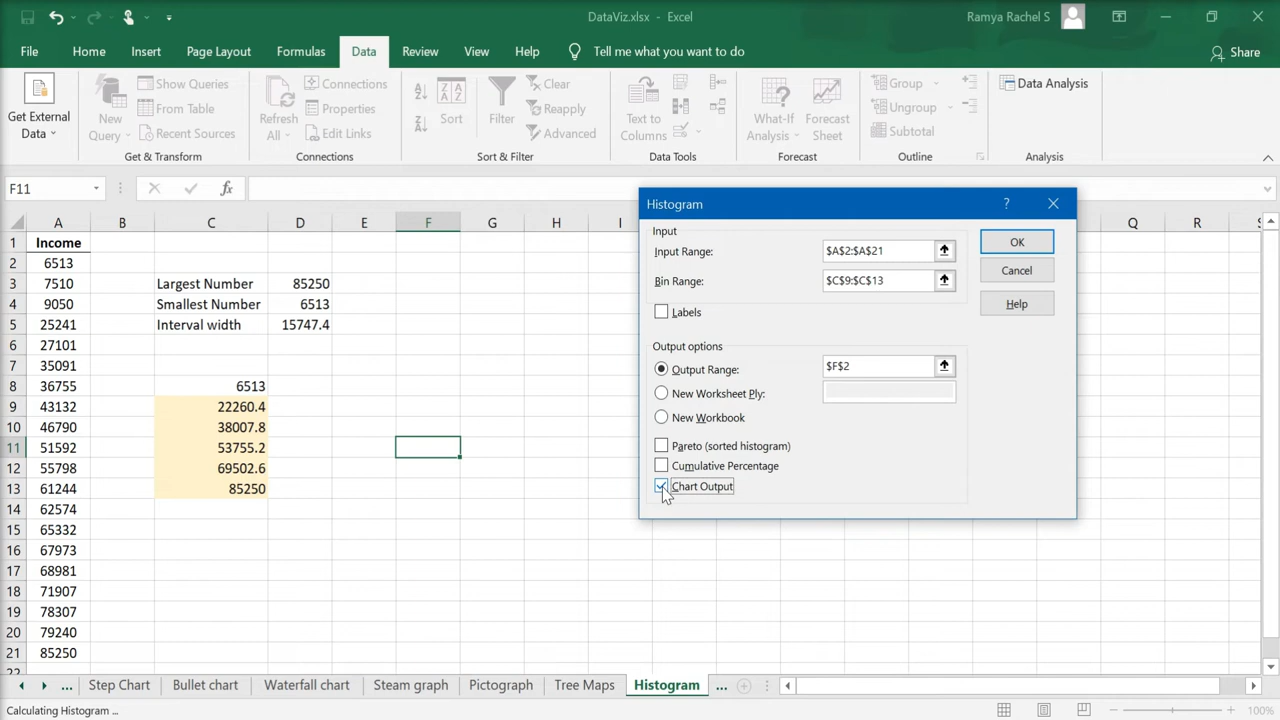 DataViz.xlsx - Excel
Ramya Rachel S
File Home Insert Page Layout Formulas Data Review View Help Tell me what you want to do
Share
Get External Data
New Query
Show Queries
From Table
Recent Sources
Get & Transform
Refresh All
Connections
Properties
Edit Links
Connections
A Z
Z A
Z A A Z
Sort
Filter
Clear
Reapply
Advanced
Sort & Filter
Text to Columns
Data Tools
What-If Analysis
Forecast Sheet
Forecast
Group
Ungroup
Subtotal
Outline
Data Analysis
Analysis
F11
fx
A B C D E F G H I Q R S
1 Income
2 6513
3 7510 Largest Number 85250
4 9050 Smallest Number 6513
5 25241 Interval width 15747.4
6 27101
7 35091
8 36755 6513
9 43132 22260.4
10 46790 38007.8
11 51592 53755.2
12 55798 69502.6
13 61244 85250
14 62574
15 65332
16 67973
17 68981
18 71907
19 78307
20 79240
21 85250
22
Histogram
?
Input
Input Range: $A$2:$A$21
Bin Range: $C$9:$C$13
Labels
Output options
Output Range: $F$2
New Worksheet Ply:
New Workbook
Pareto (sorted histogram)
Cumulative Percentage
Chart Output
OK
Cancel
Help
... Step Chart Bullet chart Waterfall chart Steam graph Pictograph Tree Maps Histogram ...
Calculating Histogram ...
100%